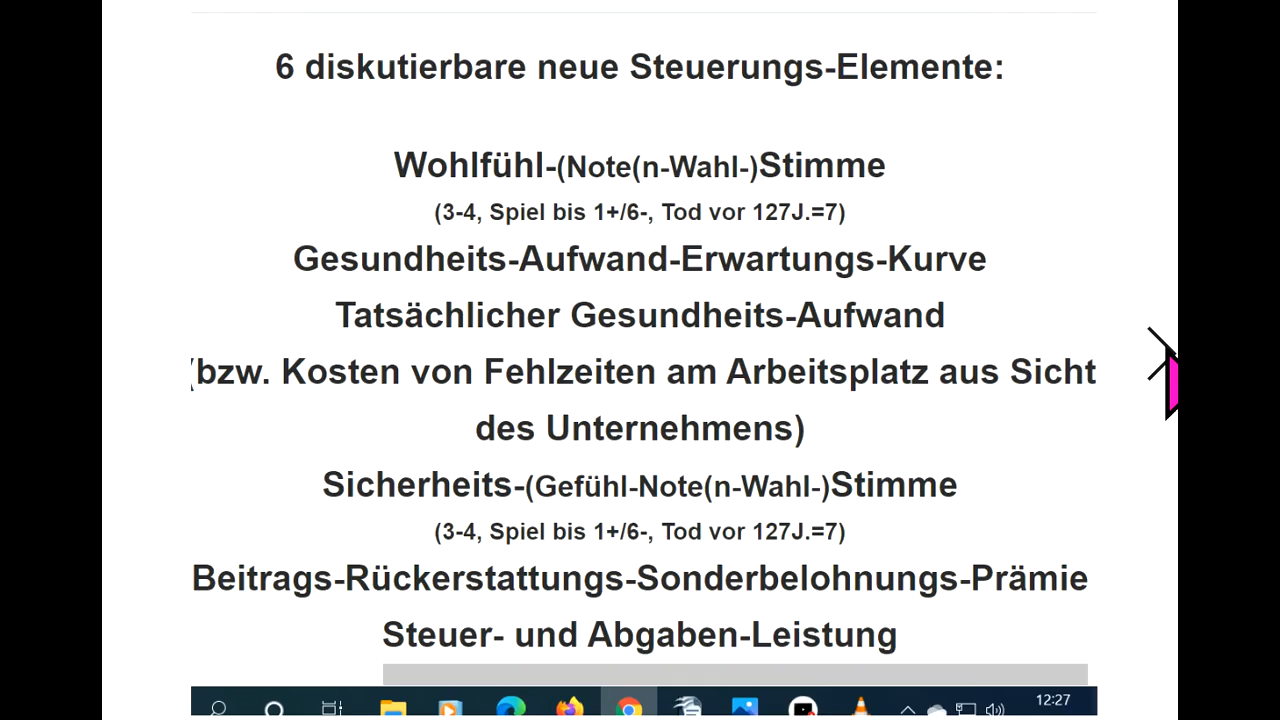 6 diskutierbare neue Steuerungs-Elemente:
Wohlfühl-(Note(n-Wahl-)Stimme
(3-4, Spiel bis 1+/6-, Tod vor 127J.=7)
Gesundheits-Aufwand-Erwartungs-Kurve
Tatsächlicher Gesundheits-Aufwand
(bzw. Kosten von Fehlzeiten am Arbeitsplatz aus Sicht
des Unternehmens)
Sicherheits-(Gefühl-Note(n-Wahl-)Stimme
(3-4, Spiel bis 1+/6-, Tod vor 127J.=7)
Beitrags-Rückerstattungs-Sonderbelohnungs-Prämie
Steuer- und Abgaben-Leistung
12:27